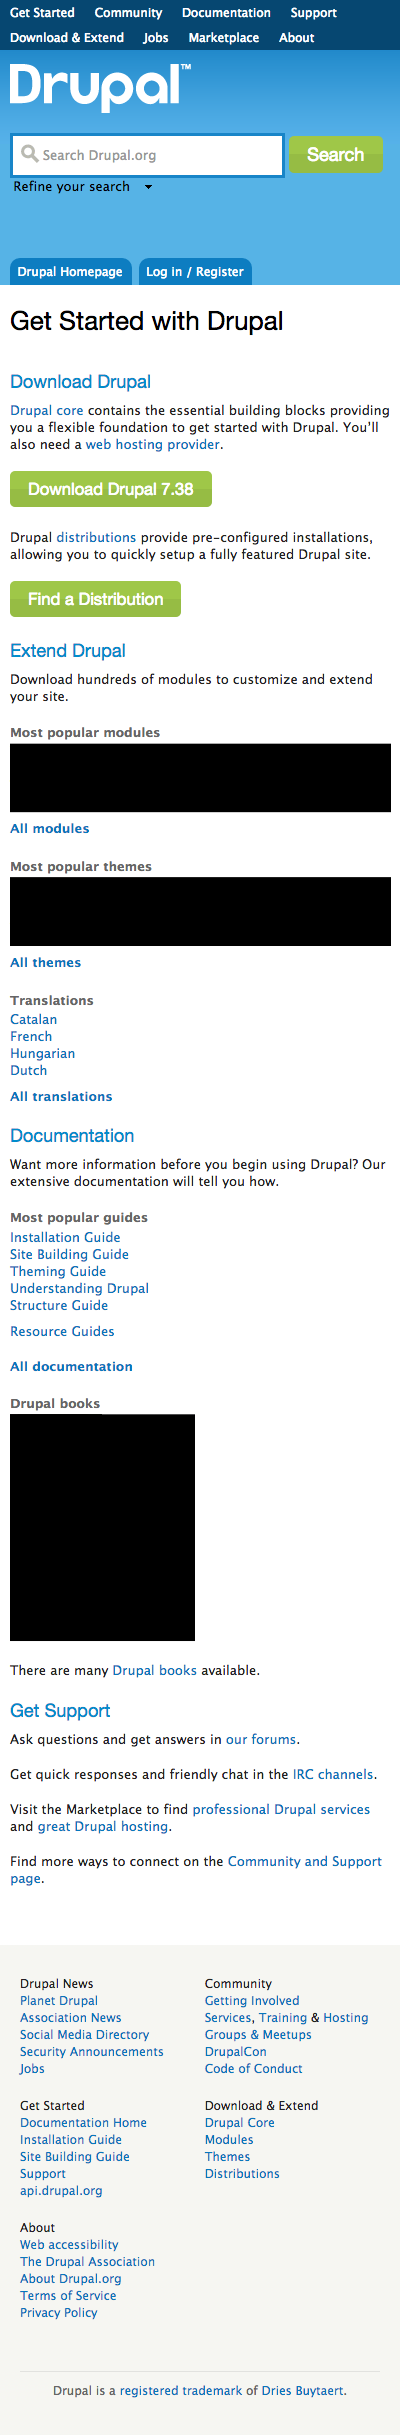 Get Started Community Documentation Support
Download & Extend Jobs Marketplace About
Drupal™
Search Drupal.org Search
Refine your search
Drupal Homepage Log in / Register
Get Started with Drupal
Download Drupal
Drupal core contains the essential building blocks providing
you a flexible foundation to get started with Drupal. You'll
also need a web hosting provider.
Download Drupal 7.38
Drupal distributions provide pre-configured installations,
allowing you to quickly setup a fully featured Drupal site.
Find a Distribution
Extend Drupal
Download hundreds of modules to customize and extend
your site.
Most popular modules
All modules
Most popular themes
All themes
Translations
Catalan
French
Hungarian
Dutch
All translations
Documentation
Want more information before you begin using Drupal? Our
extensive documentation will tell you how.
Most popular guides
Installation Guide
Site Building Guide
Theming Guide
Understanding Drupal
Structure Guide
Resource Guides
All documentation
Drupal books
There are many Drupal books available.
Get Support
Ask questions and get answers in our forums.
Get quick responses and friendly chat in the IRC channels.
Visit the Marketplace to find professional Drupal services
and great Drupal hosting.
Find more ways to connect on the Community and Support
page.
Drupal News
Planet Drupal
Association News
Social Media Directory
Security Announcements
Jobs
Community
Getting Involved
Services, Training & Hosting
Groups & Meetups
DrupalCon
Code of Conduct
Get Started
Documentation Home
Installation Guide
Site Building Guide
Support
api.drupal.org
Download & Extend
Drupal Core
Modules
Themes
Distributions
About
Web accessibility
The Drupal Association
About Drupal.org
Terms of Service
Privacy Policy
Drupal is a registered trademark of Dries Buytaert.